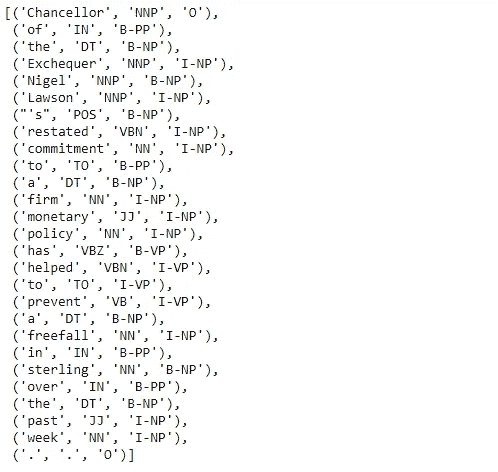 [('Chancellor', 'NNP', 'O'),
('of', 'IN', 'B-PP'),
('the', 'DT', 'B-NP'),
('Exchequer', 'NNP', 'I-NP'),
('Nigel', 'NNP', 'B-NP'),
('Lawson', 'NNP', 'I-NP'),
("'s", 'POS', 'B-NP'),
('restated', 'VBN', 'I-NP'),
('commitment', 'NN', 'I-NP'),
('to', 'TO', 'B-PP'),
('a', 'DT', 'B-NP'),
('firm', 'NN', 'I-NP'),
('monetary', 'JJ', 'I-NP'),
('policy', 'NN', 'I-NP'),
('has', 'VBZ', 'B-VP'),
('helped', 'VBN', 'I-VP'),
('to', 'TO', 'I-VP'),
('prevent', 'VB', 'I-VP'),
('a', 'DT', 'B-NP'),
('freefall', 'NN', 'I-NP'),
('in', 'IN', 'B-PP'),
('sterling', 'NN', 'B-NP'),
('over', 'IN', 'B-PP'),
('the', 'DT', 'B-NP'),
('past', 'JJ', 'I-NP'),
('week', 'NN', 'I-NP'),
('.', '.', 'O')]